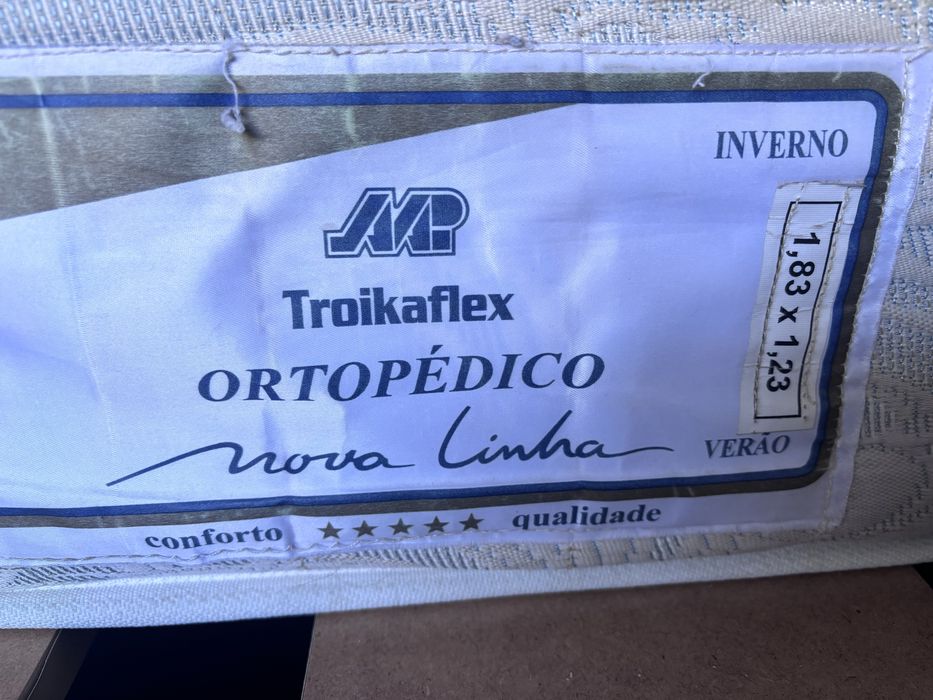 INVERNO
MP
Troikaflex
ORTOPÉDICO
Nova Linha
1,83 x 1,23
VERÃO
conforto ★★★★★ qualidade